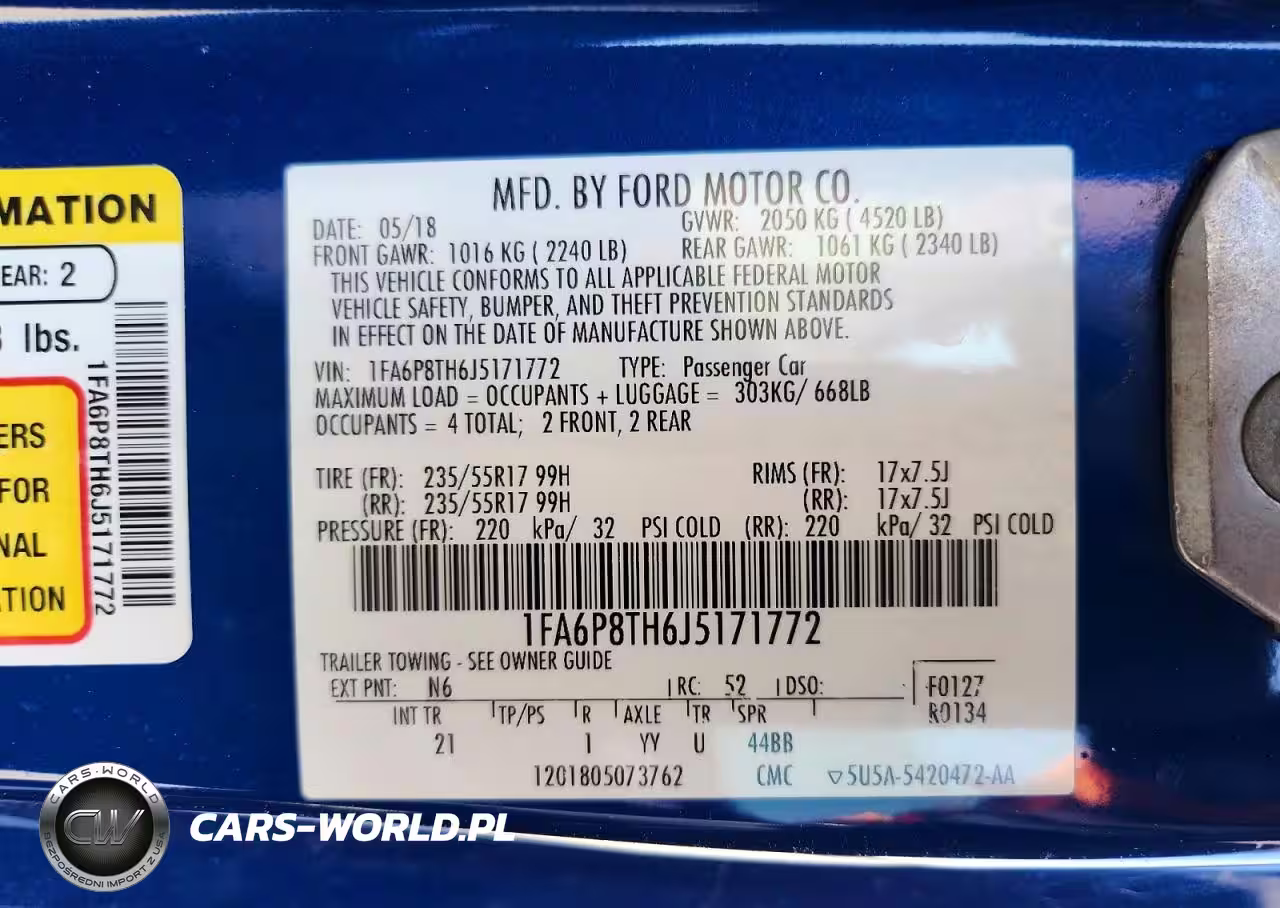 MATION
EAR: 2
lbs.
ERS
FOR
NAL
ATION
1FA6P8TH6J5171772
MFD. BY FORD MOTOR CO.
DATE: 05/18 GVWR: 2050 KG ( 4520 LB)
FRONT GAWR: 1016 KG ( 2240 LB) REAR GAWR: 1061 KG ( 2340 LB)
THIS VEHICLE CONFORMS TO ALL APPLICABLE FEDERAL MOTOR
VEHICLE SAFETY, BUMPER, AND THEFT PREVENTION STANDARDS
IN EFFECT ON THE DATE OF MANUFACTURE SHOWN ABOVE.
VIN: 1FA6P8TH6J5171772 TYPE: Passenger Car
MAXIMUM LOAD = OCCUPANTS + LUGGAGE = 303KG/ 668LB
OCCUPANTS = 4 TOTAL; 2 FRONT, 2 REAR
TIRE (FR): 235/55R17 99H RIMS (FR): 17x7.5J
(RR): 235/55R17 99H (RR): 17x7.5J
PRESSURE (FR): 220 kPa/ 32 PSI COLD (RR): 220 kPa/ 32 PSI COLD
1FA6P8TH6J5171772
TRAILER TOWING - SEE OWNER GUIDE
EXT PNT: N6 RC: 52 DSO: F0127
INT TR TP/PS R AXLE TR SPR R0134
21 1 YY U 44BB
1201805073762 CMC ▽5U5A-5420472-AA
CARS-WORLD
CW
BEZPOŚREDNI IMPORT Z USA
CARS-WORLD.PL